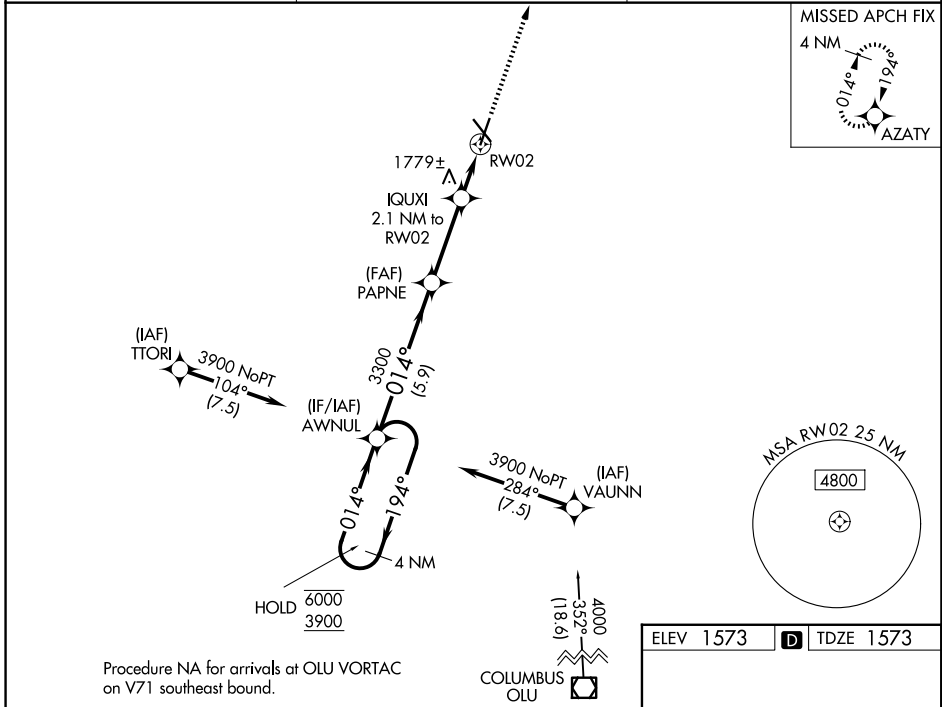 MISSED APCH FIX
4 NM
014°
194°
AZATY
RW02
1779±
IQUXI
2.1 NM to
RW02
(FAF)
PAPNE
(IAF)
TTORI
3900 NoPT
104°
(7.5)
3300
014°
(5.9)
(IF/IAF)
AWNUL
014°
194°
4 NM
HOLD 6000
3900
3900 NoPT
284°
(7.5)
(IAF)
VAUNN
MSA RW02 25 NM
4800
4000
352°
(18.6)
COLUMBUS
OLU
Procedure NA for arrivals at OLU VORTAC
on V71 southeast bound.
ELEV 1573 D TDZE 1573